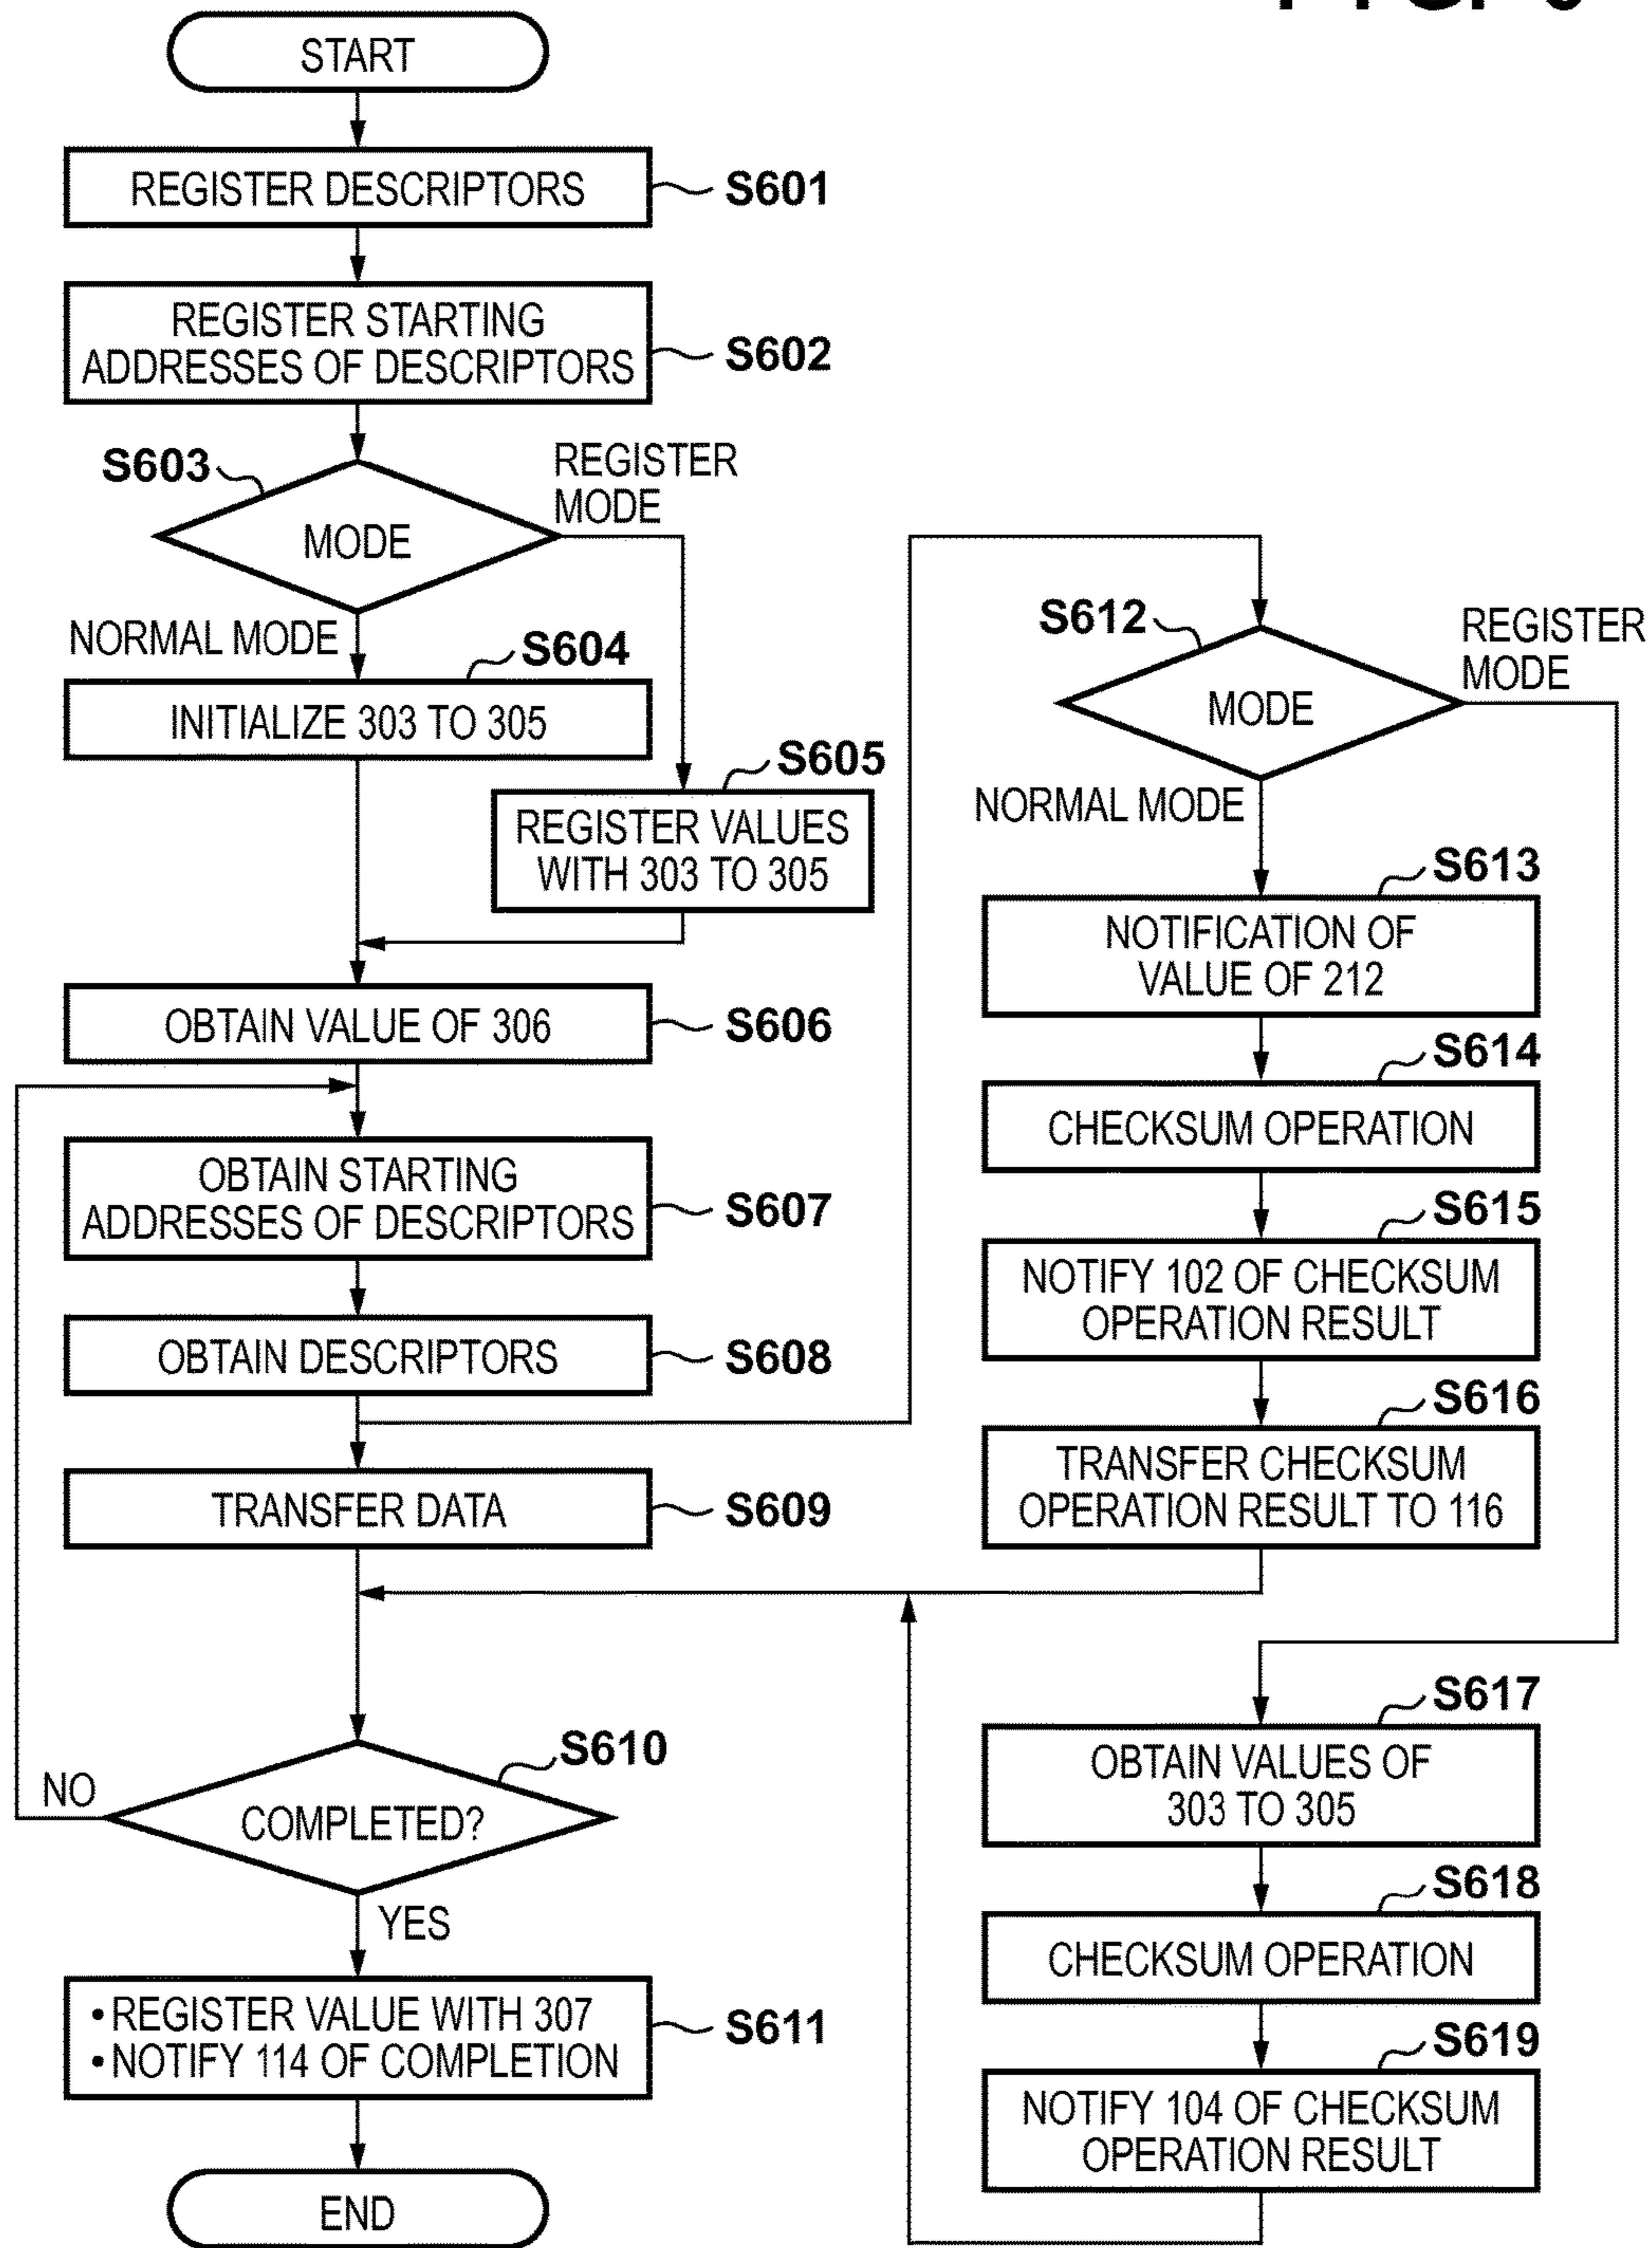 START
REGISTER DESCRIPTORS
S601
REGISTER STARTING
ADDRESSES OF DESCRIPTORS
S602
S603
MODE
REGISTER
MODE
NORMAL MODE
S604
INITIALIZE 303 TO 305
S605
REGISTER VALUES
WITH 303 TO 305
OBTAIN VALUE OF 306
S606
OBTAIN STARTING
ADDRESSES OF DESCRIPTORS
S607
OBTAIN DESCRIPTORS
S608
TRANSFER DATA
S609
S610
NO
COMPLETED?
YES
• REGISTER VALUE WITH 307
• NOTIFY 114 OF COMPLETION
S611
END
S612
MODE
REGISTER
MODE
NORMAL MODE
S613
NOTIFICATION OF
VALUE OF 212
S614
CHECKSUM OPERATION
S615
NOTIFY 102 OF CHECKSUM
OPERATION RESULT
S616
TRANSFER CHECKSUM
OPERATION RESULT TO 116
S617
OBTAIN VALUES OF
303 TO 305
S618
CHECKSUM OPERATION
S619
NOTIFY 104 OF CHECKSUM
OPERATION RESULT